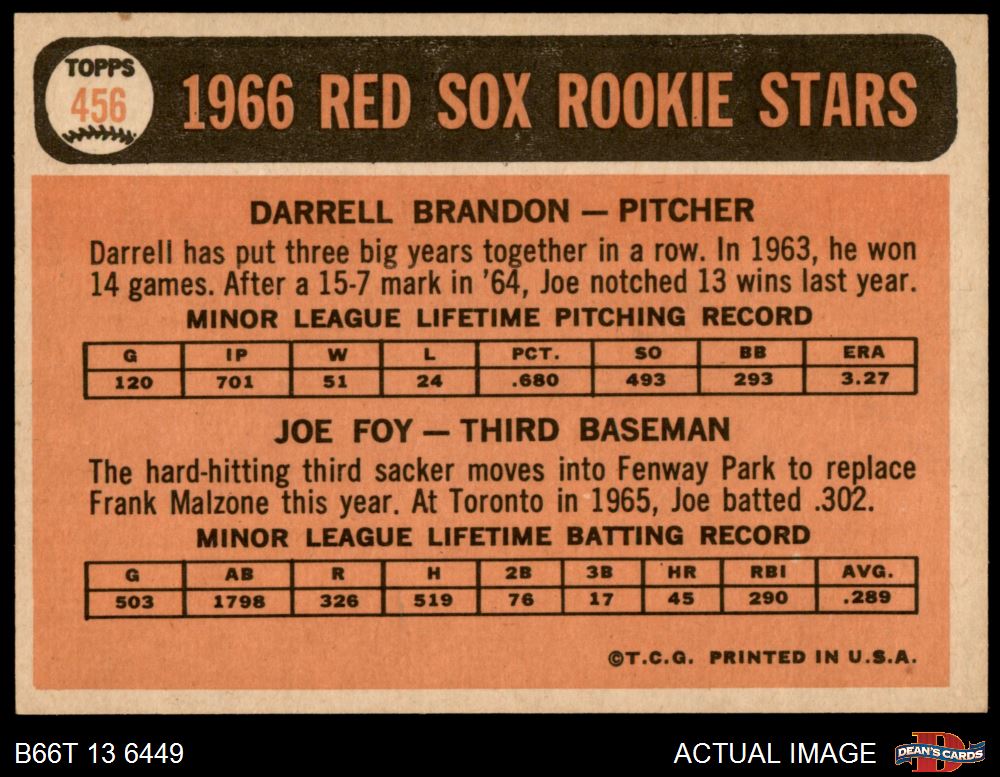 TOPPS
456
1966 RED SOX ROOKIE STARS
DARRELL BRANDON — PITCHER
Darrell has put three big years together in a row. In 1963, he won
14 games. After a 15-7 mark in '64, Joe notched 13 wins last year.
MINOR LEAGUE LIFETIME PITCHING RECORD
G IP W L PCT. SO BB ERA
120 701 51 24 .680 493 293 3.27
JOE FOY — THIRD BASEMAN
The hard-hitting third sacker moves into Fenway Park to replace
Frank Malzone this year. At Toronto in 1965, Joe batted .302.
MINOR LEAGUE LIFETIME BATTING RECORD
G AB R H 2B 3B HR RBI AVG.
503 1798 326 519 76 17 45 290 .289
©T.C.G. PRINTED IN U.S.A.
B66T 13 6449 ACTUAL IMAGE D DEAN'S CARDS